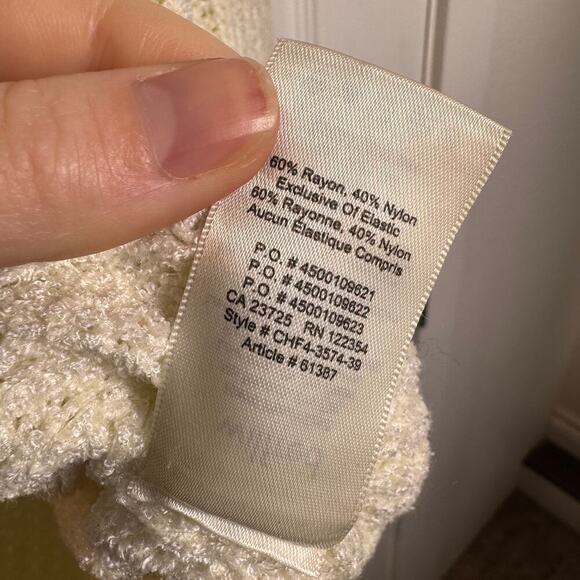 60% Rayon, 40% Nylon
Exclusive Of Elastic
60% Rayonne, 40% Nylon
Aucun Elastique Compris
P.O. # 4500109621
P.O. # 4500109622
P.O. # 4500109623
CA 23725 RN 122354
Style # CHF4-3574-39
Article # 61387